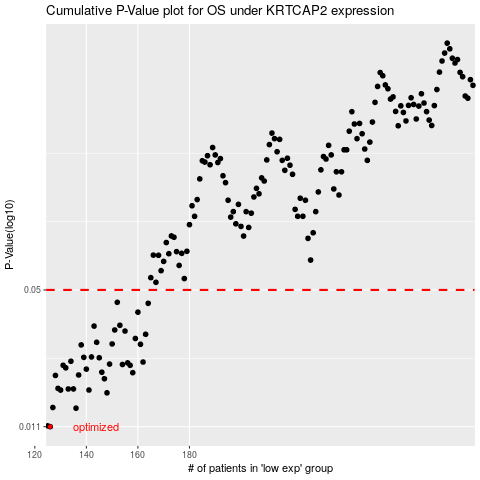 Cumulative P-Value plot for OS under KRTCAP2 expression
P-Value(log10)
0.05
0.011
optimized
120 140 160 180
# of patients in 'low exp' group